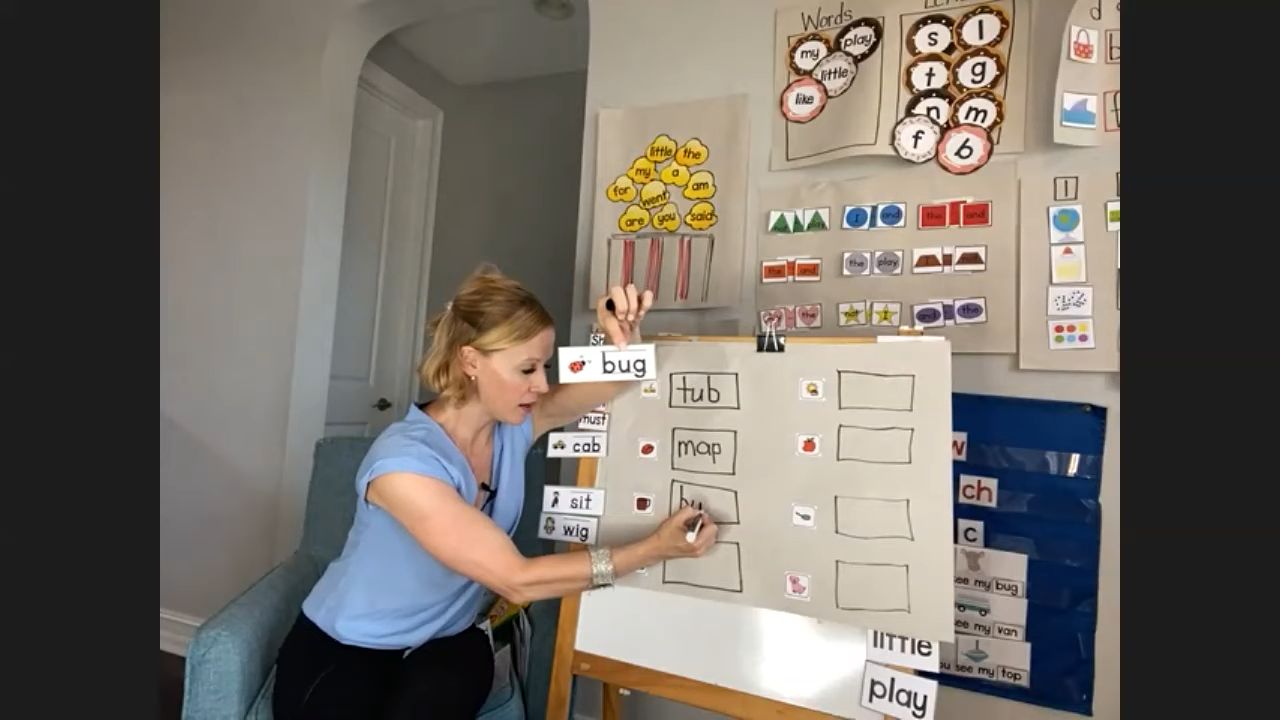 Words
my
play
little
like
s
l
t
g
n
m
f
b
d
little
the
my
a
for
went
am
are
you
said
I
and
the
and
the
and
the
play
the
and
the
l
bug
must
cab
sit
wig
tub
map
bu
w
ch
c
see my bug
see my van
you see my top
little
play